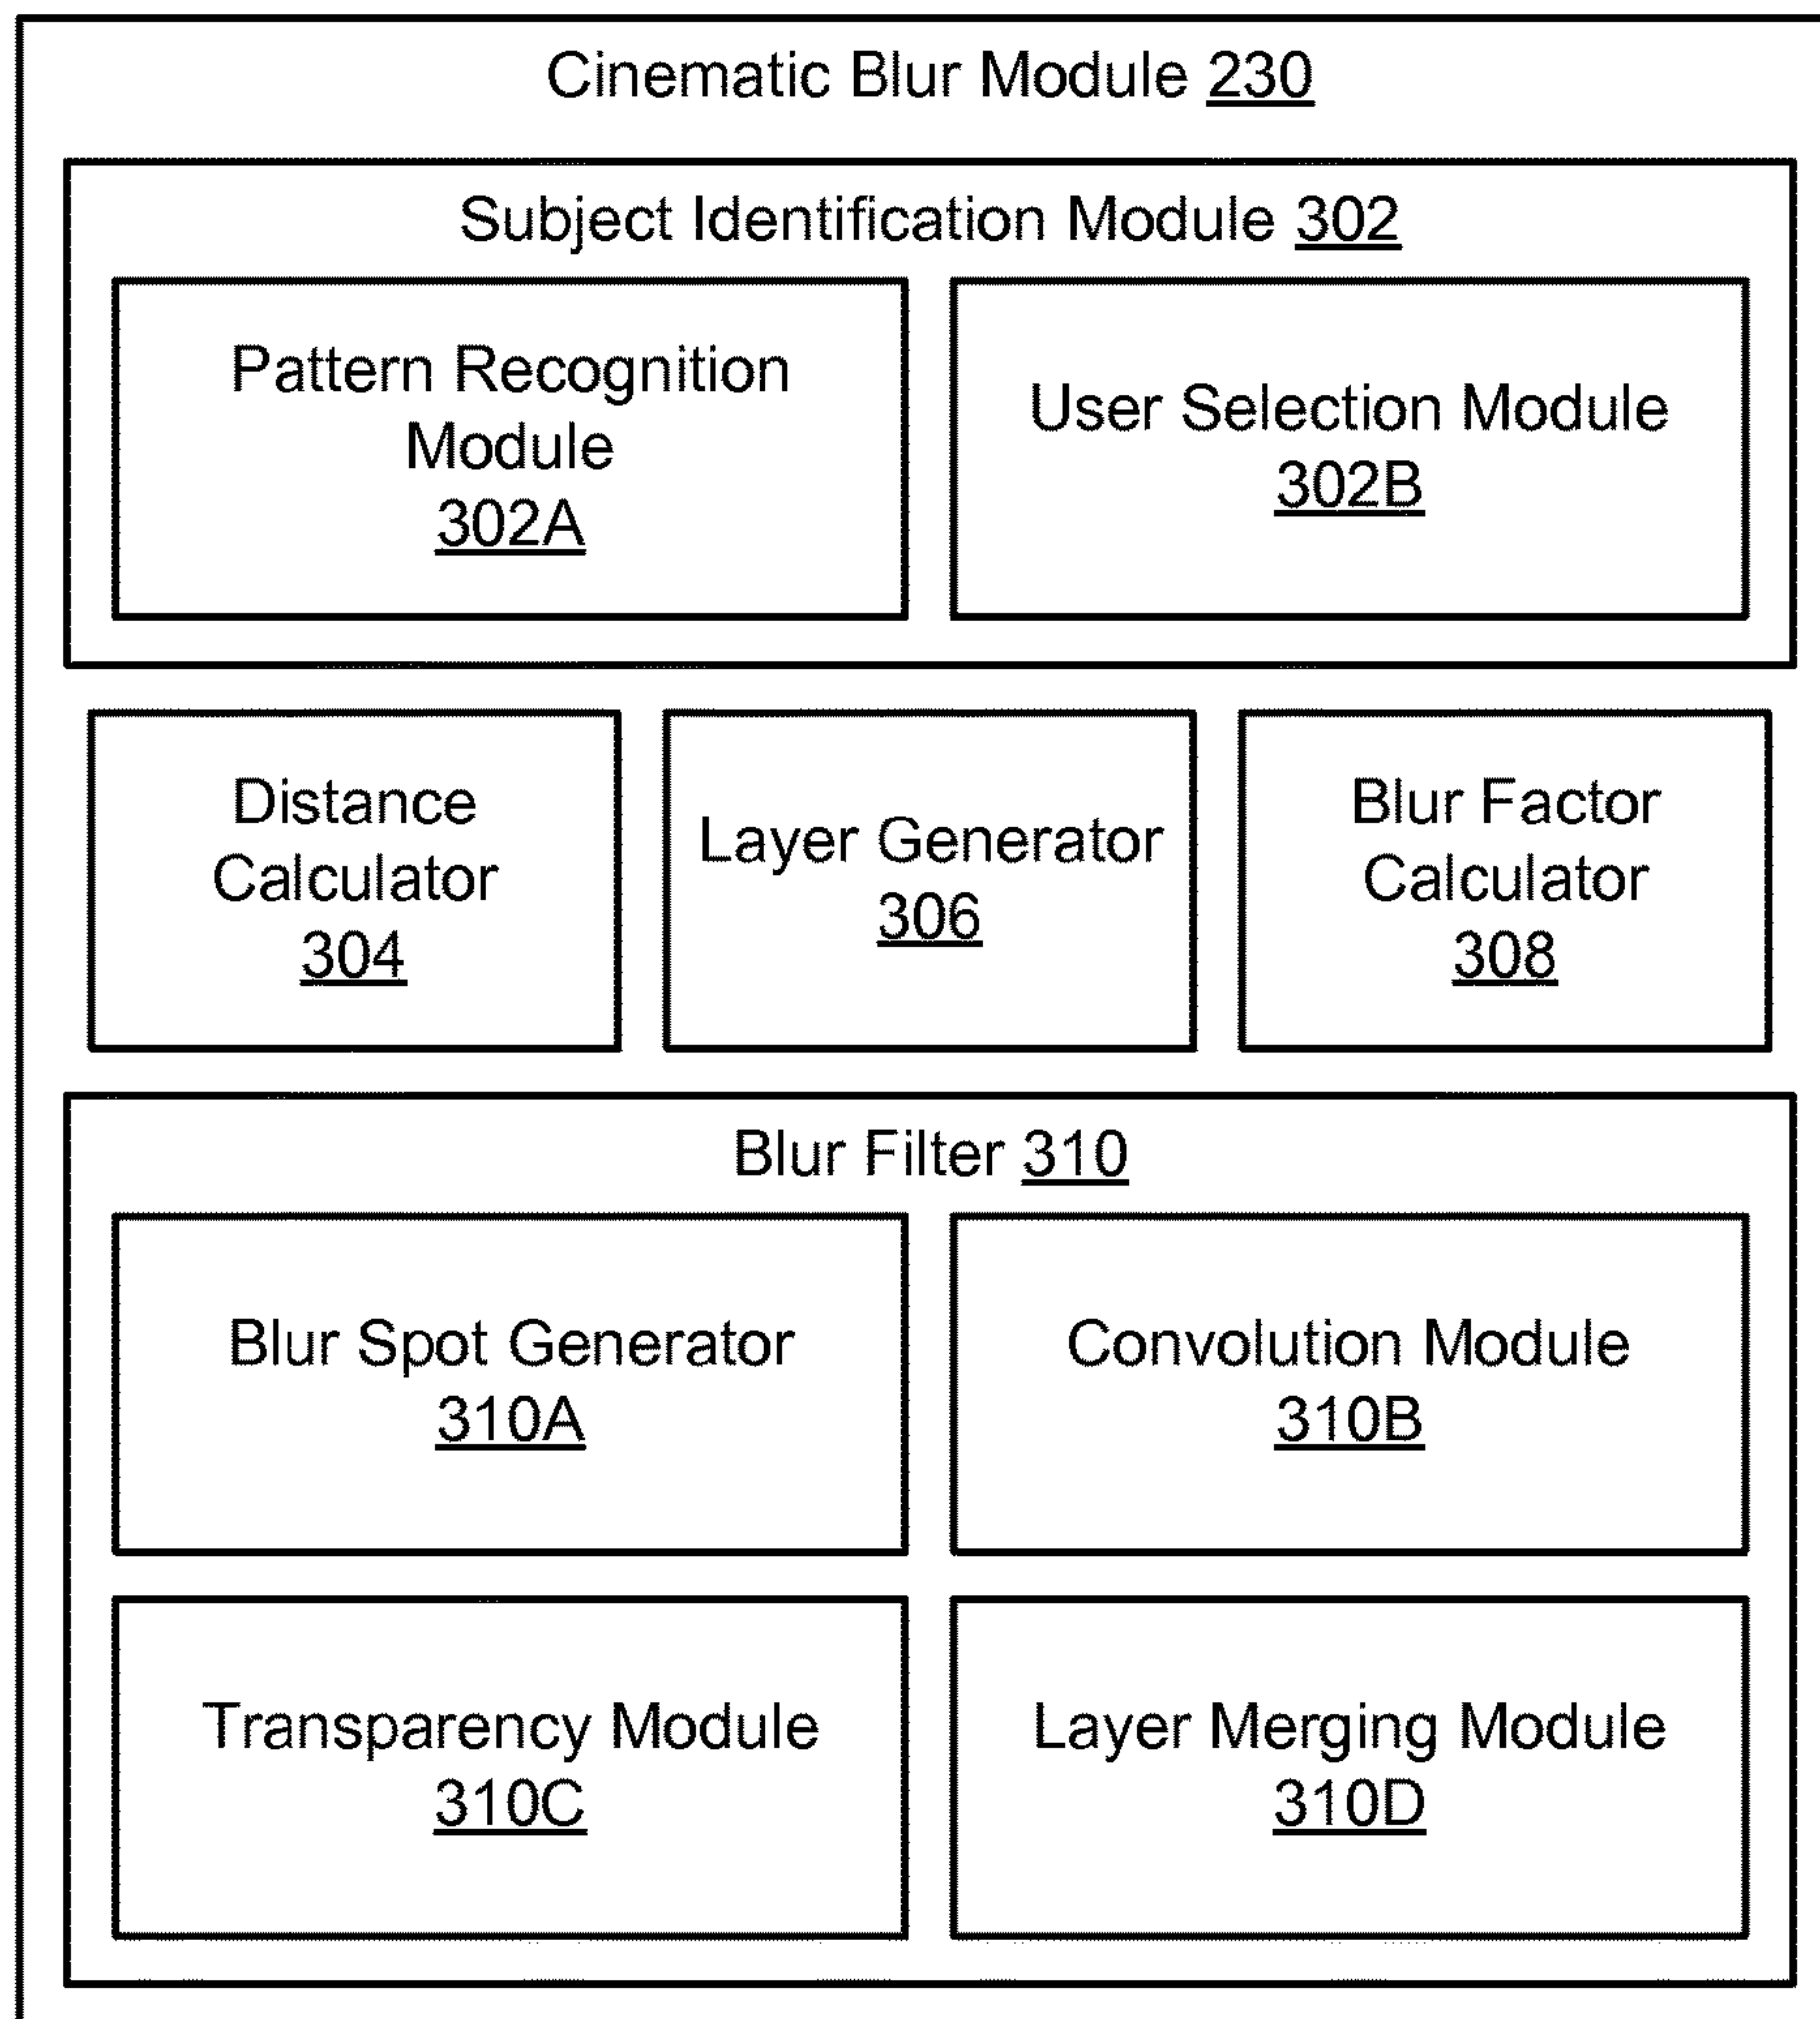 Cinematic Blur Module 230
Subject Identification Module 302
Pattern Recognition
Module
302A
User Selection Module
302B
Distance
Calculator
304
Layer Generator
306
Blur Factor
Calculator
308
Blur Filter 310
Blur Spot Generator
310A
Convolution Module
310B
Transparency Module
310C
Layer Merging Module
310D